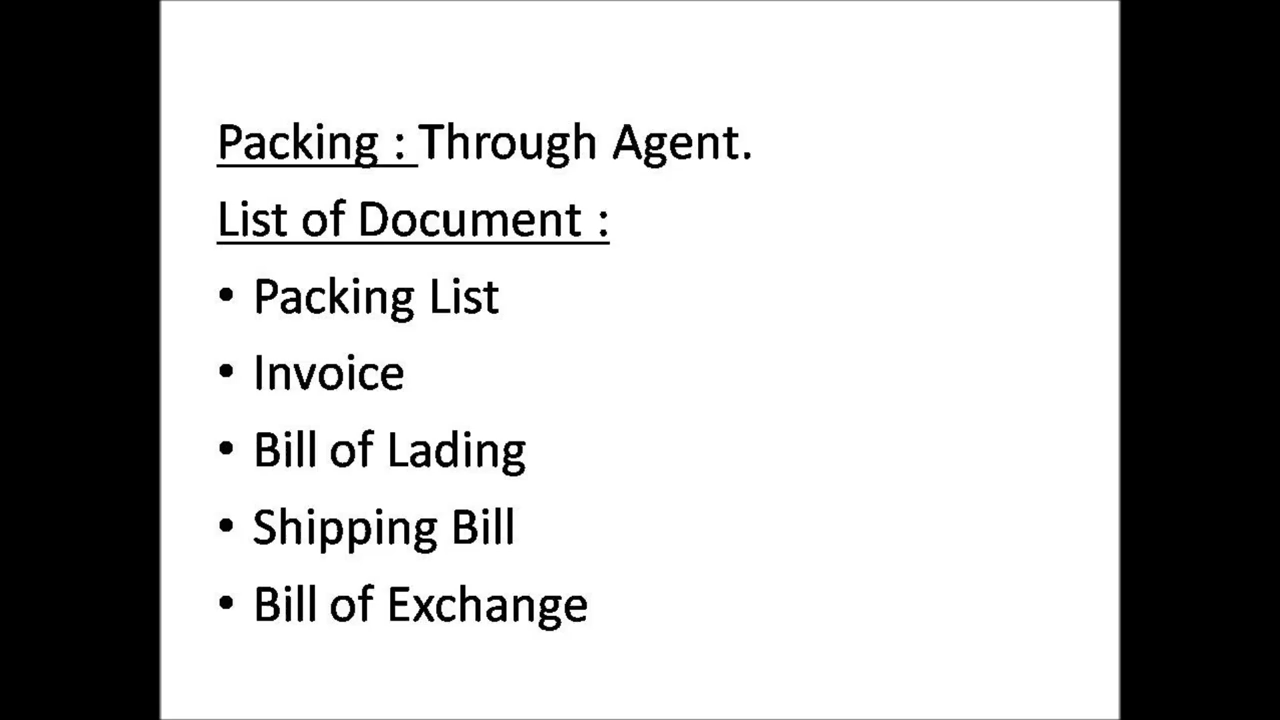 Packing : Through Agent.
List of Document :
• Packing List
• Invoice
• Bill of Lading
• Shipping Bill
• Bill of Exchange